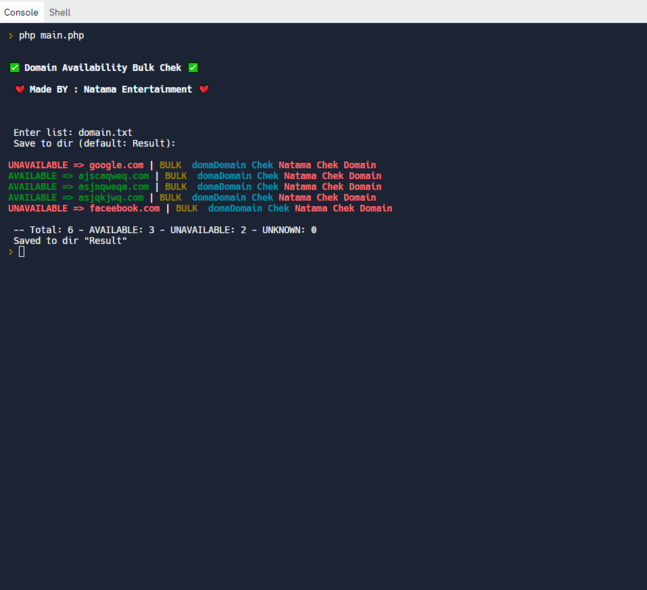 Console Shell
> php main.php
✅ Domain Availability Bulk Chek ✅
❤ Made BY : Natama Entertainment ❤
Enter list: domain.txt
Save to dir (default: Result):
UNAVAILABLE => google.com | BULK domaDomain Chek Natama Chek Domain
AVAILABLE => ajscaqweq.com | BULK domaDomain Chek Natama Chek Domain
AVAILABLE => asjnqweqa.com | BULK domaDomain Chek Natama Chek Domain
AVAILABLE => asjqkjwq.com | BULK domaDomain Chek Natama Chek Domain
UNAVAILABLE => faceebook.com | BULK domaDomain Chek Natama Chek Domain
-- Total: 6 - AVAILABLE: 3 - UNAVAILABLE: 2 - UNKNOWN: 0
Saved to dir "Result"
>